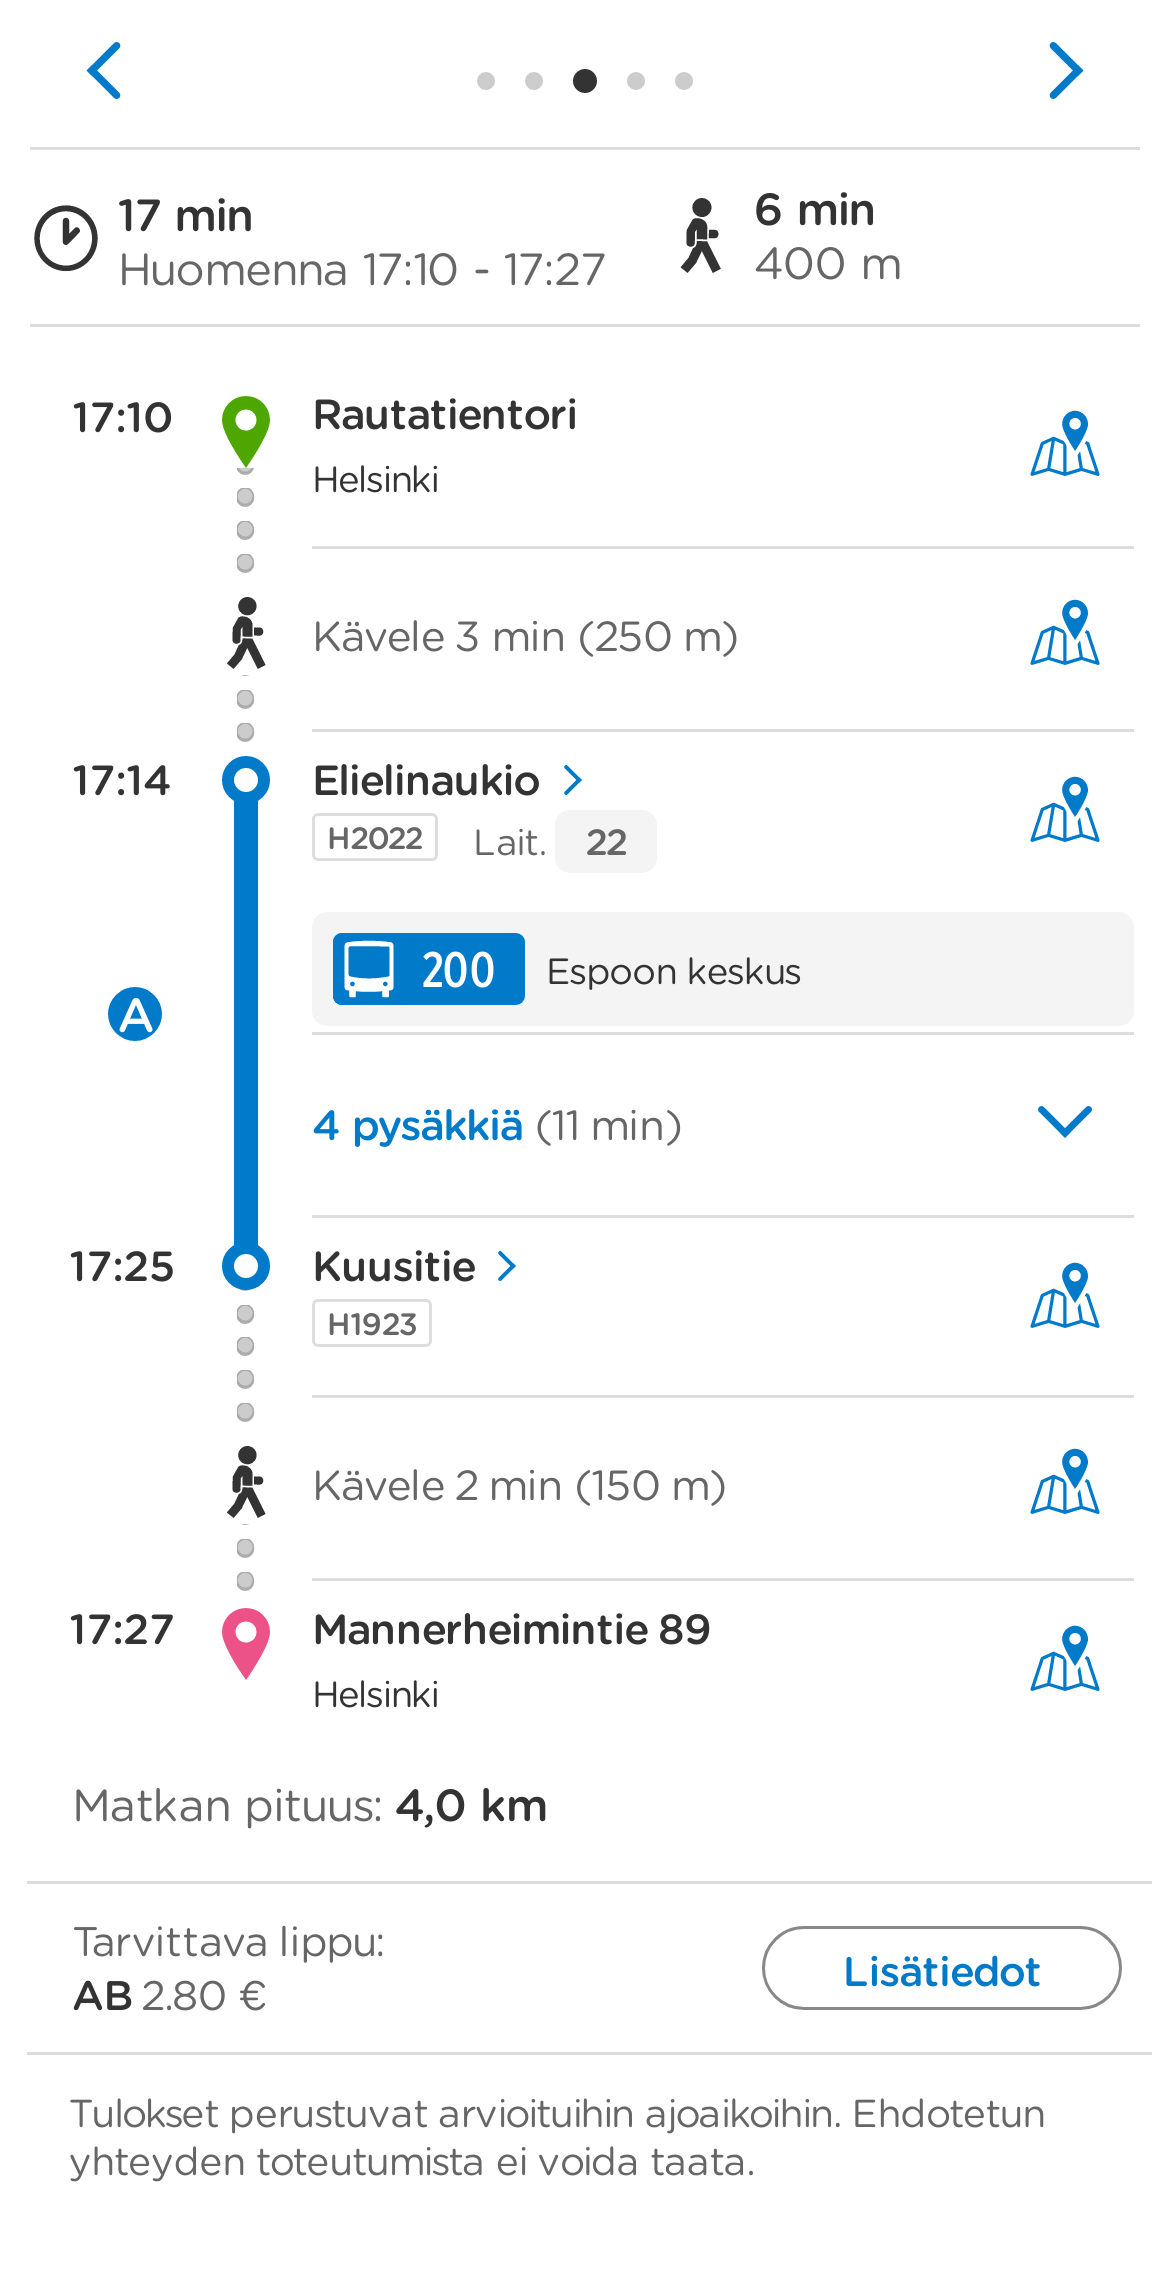 17 min
Huomenna 17:10 - 17:27
6 min
400 m
17:10
Rautatientori
Helsinki
Kävele 3 min (250 m)
17:14
Elielinaukio
H2022 Lait. 22
200 Espoon keskus
A
4 pysäkkiä (11 min)
17:25
Kuusitie
H1923
Kävele 2 min (150 m)
17:27
Mannerheimintie 89
Helsinki
Matkan pituus: 4,0 km
Tarvittava lippu:
AB 2.80 €
Lisätiedot
Tulokset perustuvat arvioituihin ajoaikoihin. Ehdotetun
yhteyden toteutumista ei voida taata.